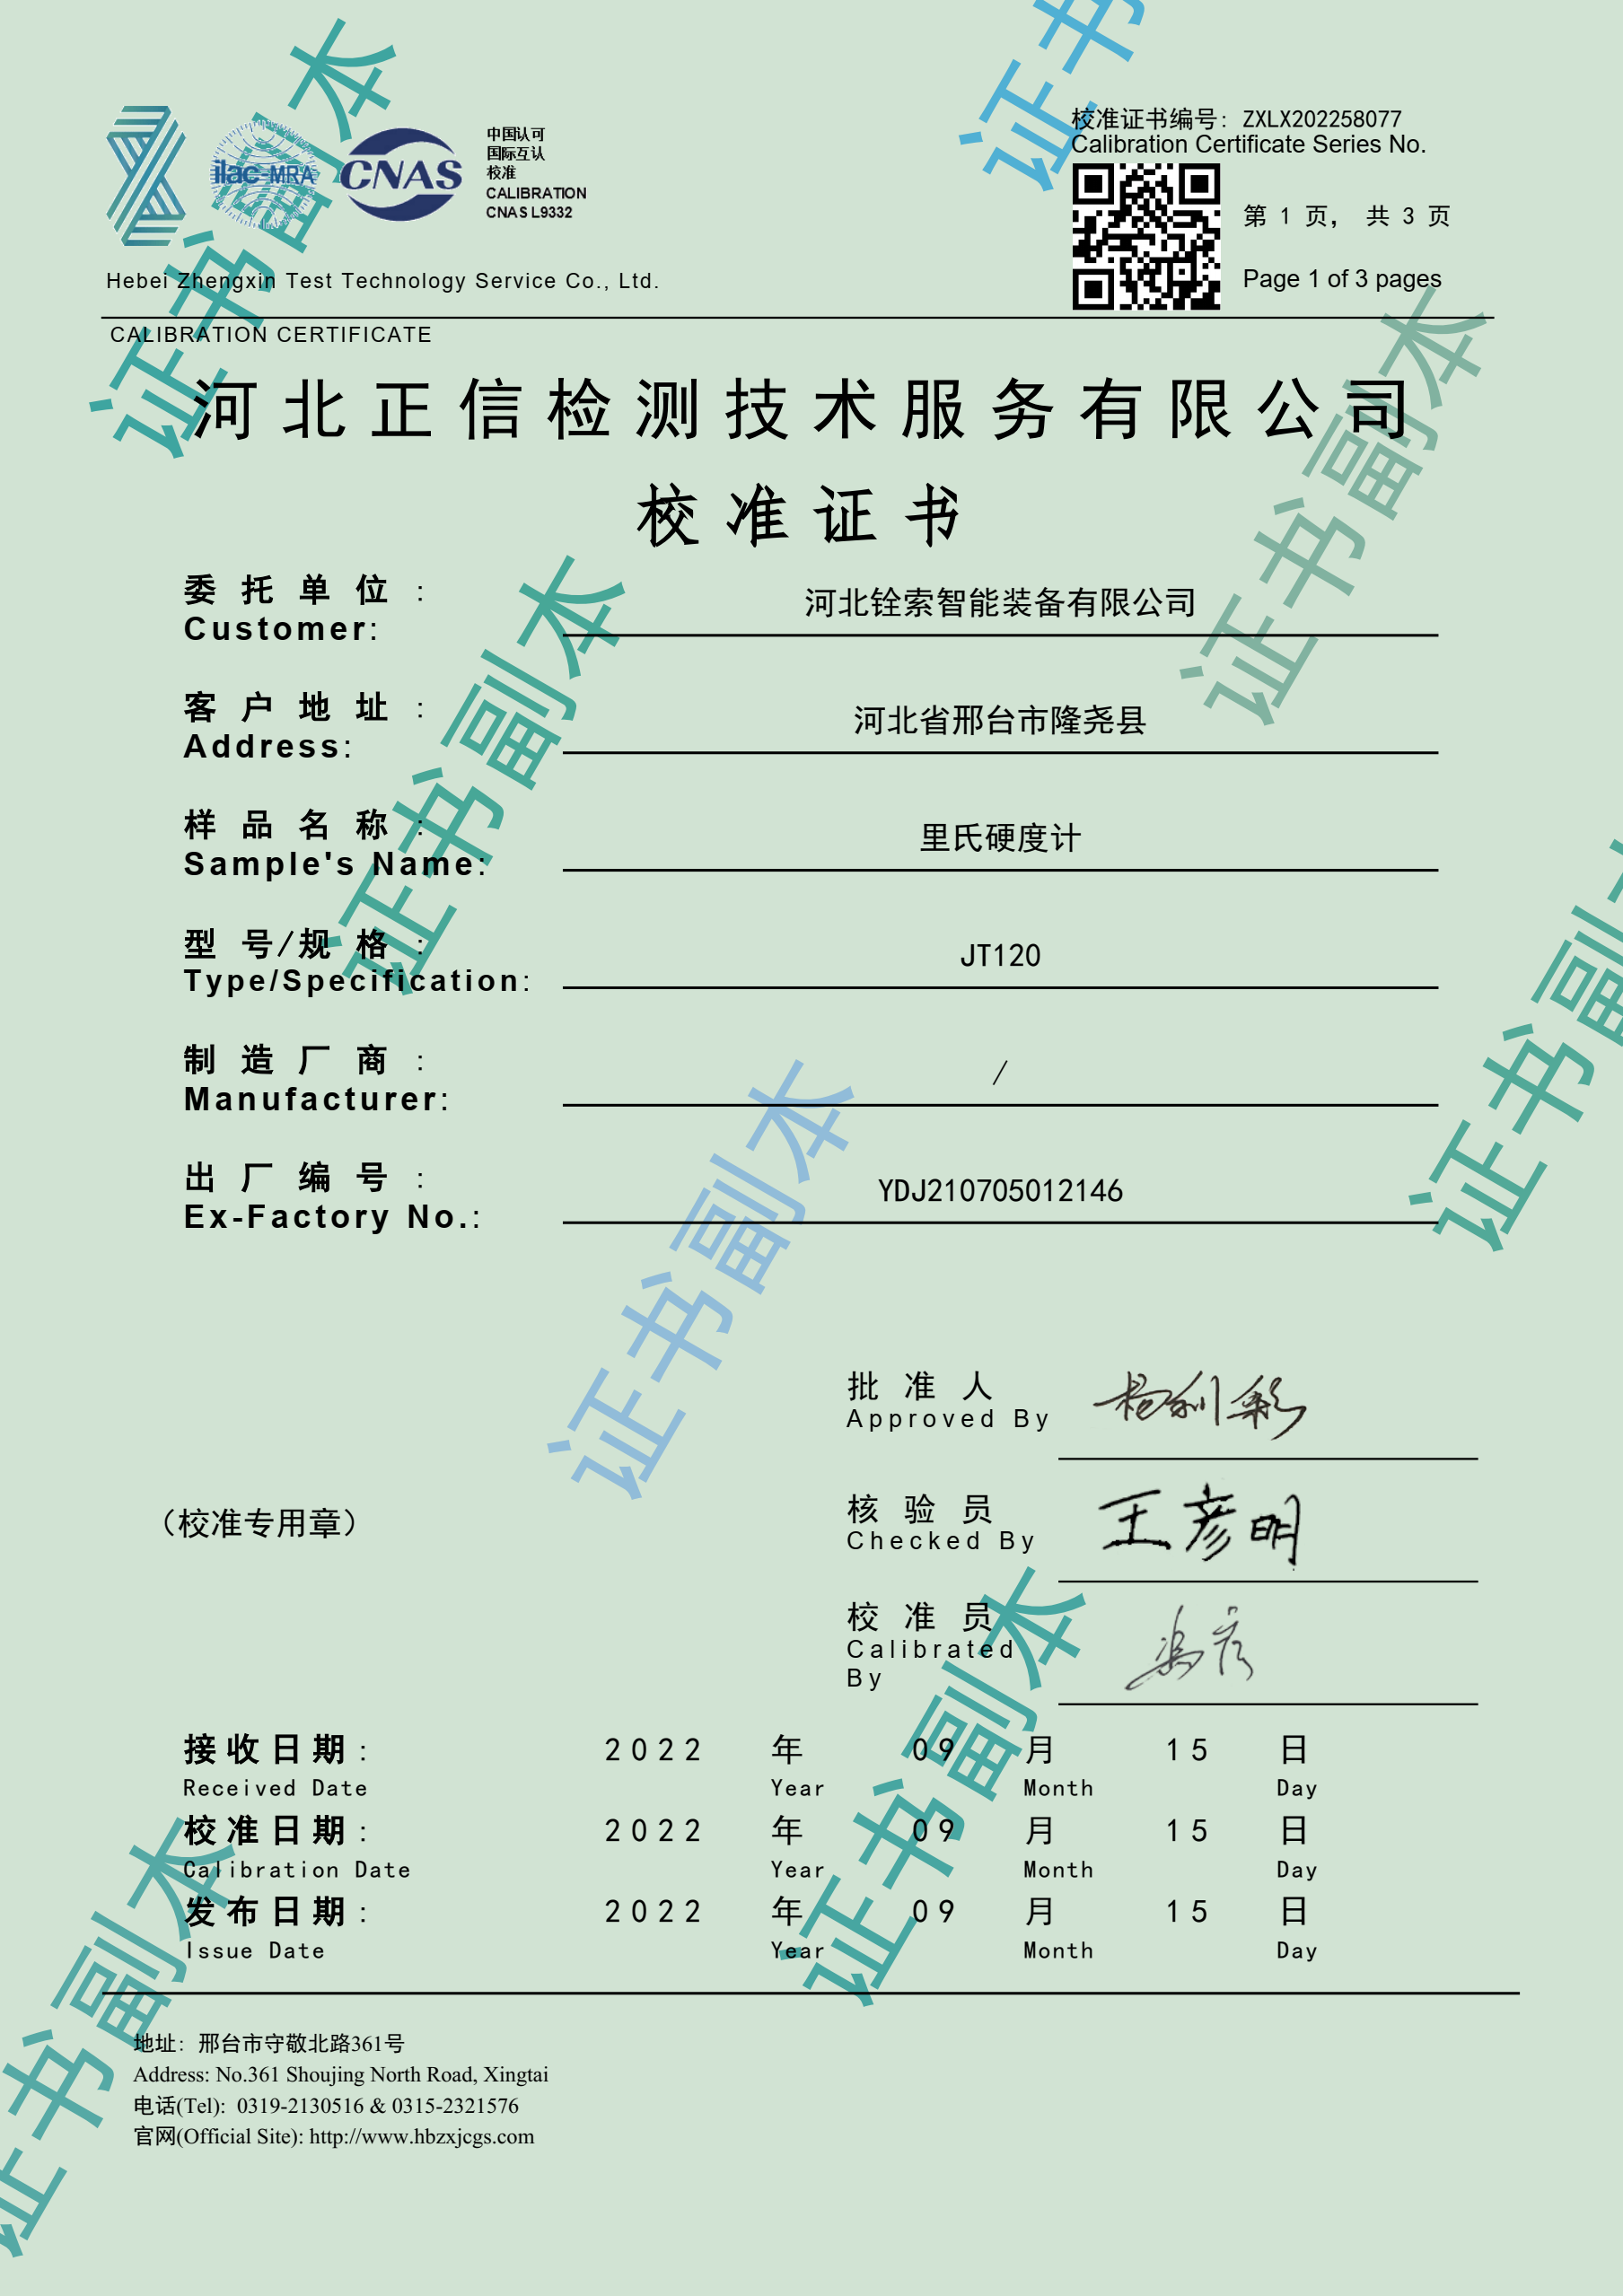 证书副本
证书
ilac-MRA
CNAS
中国认可
国际互认
校准
CALIBRATION
CNAS L9332
校准证书编号：ZXLX202258077
Calibration Certificate Series No.
第 1 页， 共 3 页
Page 1 of 3 pages
Hebei Zhengxin Test Technology Service Co., Ltd.
CALIBRATION CERTIFICATE
河北正信检测技术服务有限公司
校准证书
证书副本
委托单位：
河北铨索智能装备有限公司
Customer:
客户地址：
河北省邢台市隆尧县
Address:
证书副本
样品名称：
里氏硬度计
Sample's Name:
型号/规格：
JT120
Type/Specification:
证书副
制造厂商：
/
Manufacturer:
出厂编号：
YDJ210705012146
Ex-Factory No.:
证书副本
批准人
Approved By
杨利彩
（校准专用章）
核验员
Checked By
王彦明
校准员
Calibrated
By
证书副本
接收日期： 2022 年 09 月 15 日
Received Date Year Month Day
校准日期： 2022 年 09 月 15 日
Calibration Date Year Month Day
发布日期： 2022 年 09 月 15 日
Issue Date Year Month Day
证书副本
地址：邢台市守敬北路361号
Address: No.361 Shoujing North Road, Xingtai
电话(Tel): 0319-2130516 & 0315-2321576
官网(Official Site): http://www.hbzxjcgs.com